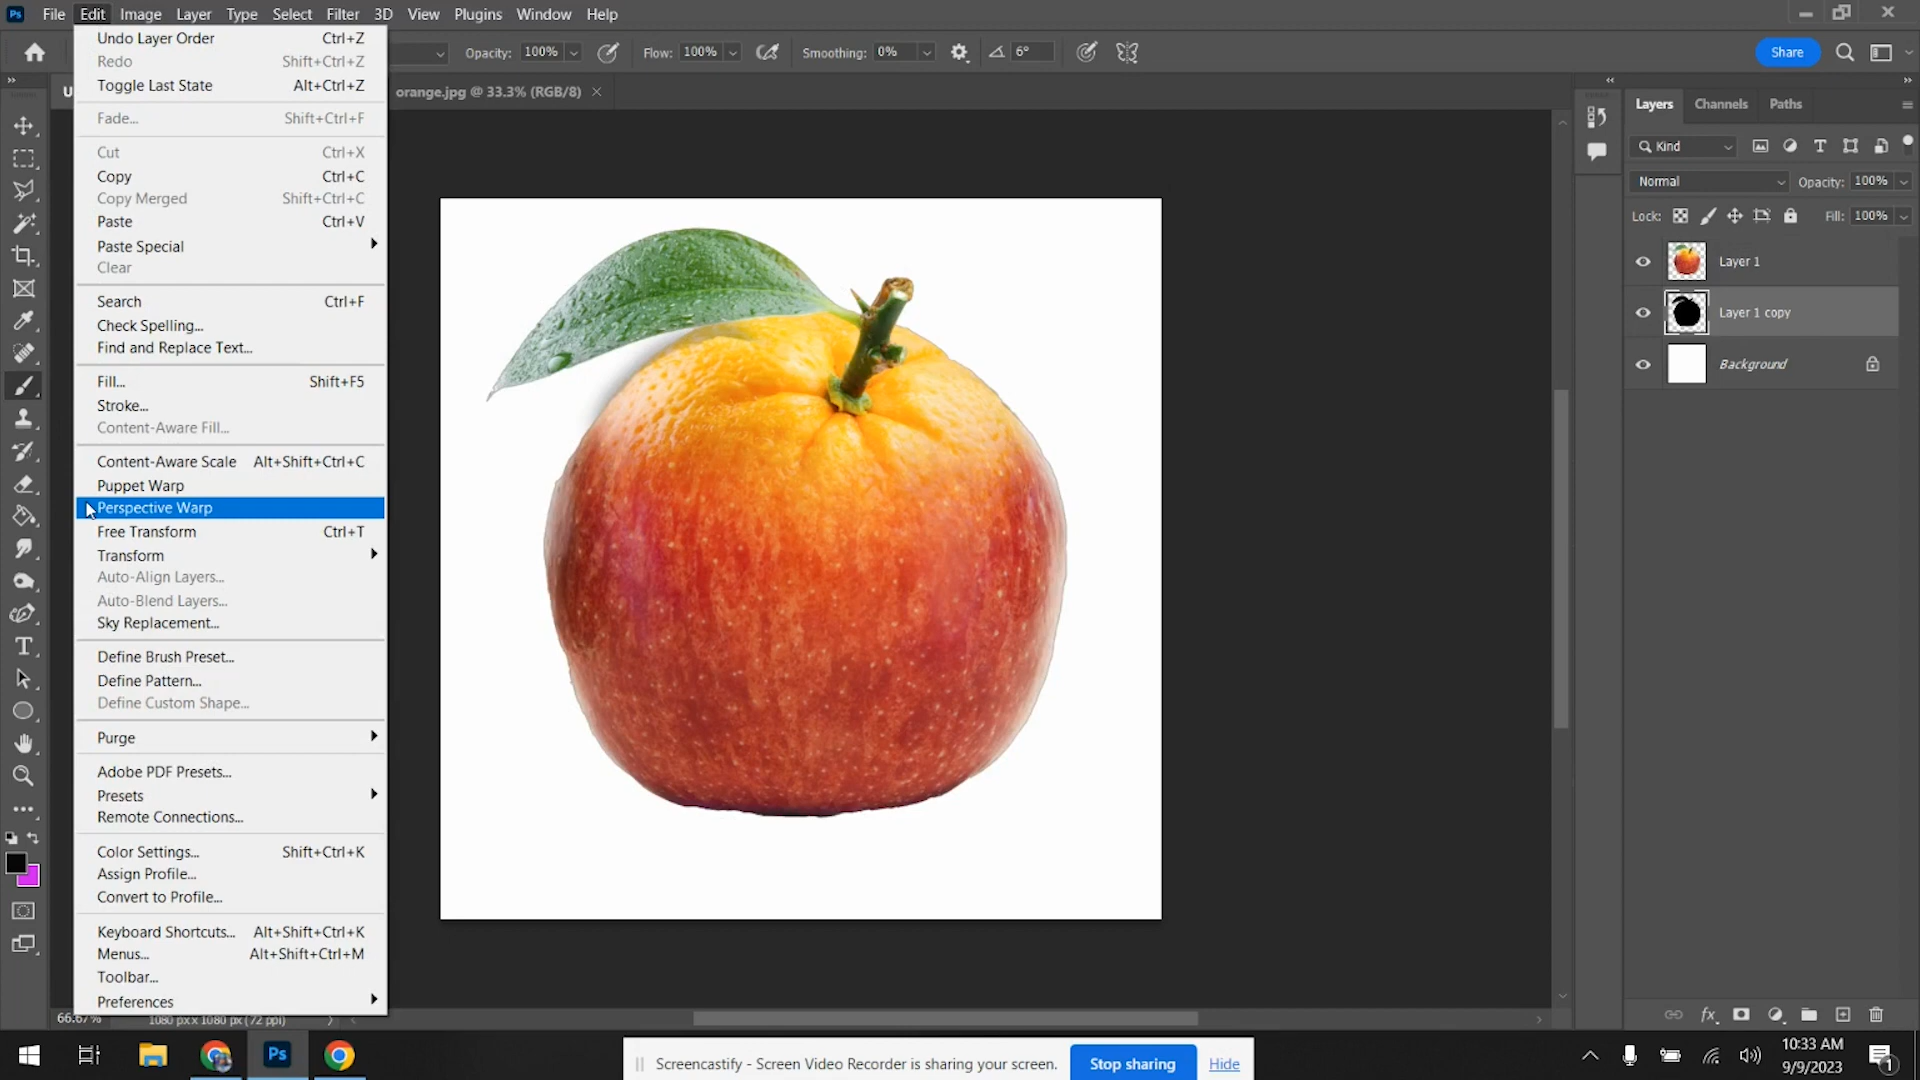 Ps File Edit Image Layer Type Select Filter 3D View Plugins Window Help
Opacity: 100% Flow: 100% Smoothing: 0% 6° Share
U orange.jpg @ 33.3% (RGB/8)
Undo Layer Order Ctrl+Z
Redo Shift+Ctrl+Z
Toggle Last State Alt+Ctrl+Z
Fade... Shift+Ctrl+F
Cut Ctrl+X
Copy Ctrl+C
Copy Merged Shift+Ctrl+C
Paste Ctrl+V
Paste Special
Clear
Search Ctrl+F
Check Spelling...
Find and Replace Text...
Fill... Shift+F5
Stroke...
Content-Aware Fill...
Content-Aware Scale Alt+Shift+Ctrl+C
Puppet Warp
Perspective Warp
Free Transform Ctrl+T
Transform
Auto-Align Layers...
Auto-Blend Layers...
Sky Replacement...
Define Brush Preset...
Define Pattern...
Define Custom Shape...
Purge
Adobe PDF Presets...
Presets
Remote Connections...
Color Settings... Shift+Ctrl+K
Assign Profile...
Convert to Profile...
Keyboard Shortcuts... Alt+Shift+Ctrl+K
Menus... Alt+Shift+Ctrl+M
Toolbar...
Preferences
Layers Channels Paths
Kind
Normal Opacity: 100%
Lock: Fill: 100%
Layer 1
Layer 1 copy
Background
fx
66.67% 1080 px x 1080 px (72 ppi)
Ps
Screencastify - Screen Video Recorder is sharing your screen. Stop sharing Hide
10:33 AM
9/9/2023
1